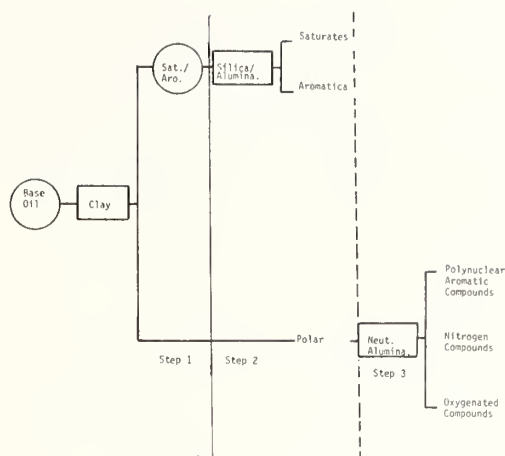 Saturates
Sat./
Aro.
Silica/
Alumina.
Aromatica
Base
Oil
Clay
Polynuclear
Aromatic
Compounds
Polar
Neut.
Alumina.
Nitrogen
Compounds
Step 1
Step 2
Step 3
Oxygenated
Compounds